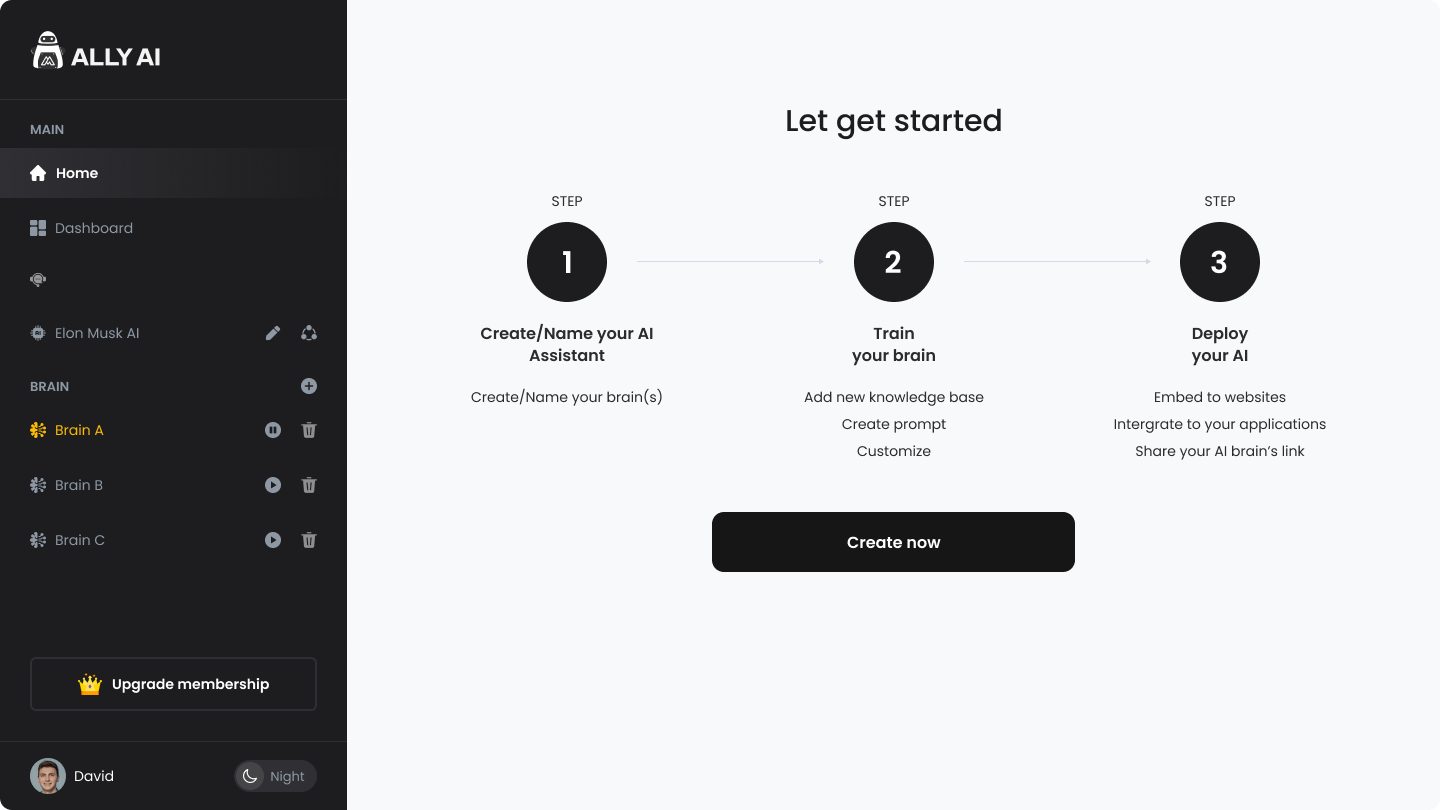 ALLY AI
MAIN
Home
Dashboard
Elon Musk AI
BRAIN
Brain A
Brain B
Brain C
Upgrade membership
David
Night
Let get started
STEP
1
Create/Name your AI
Assistant
Create/Name your brain(s)
STEP
2
Train
your brain
Add new knowledge base
Create prompt
Customize
STEP
3
Deploy
your AI
Embed to websites
Intergrate to your applications
Share your AI brain’s link
Create now